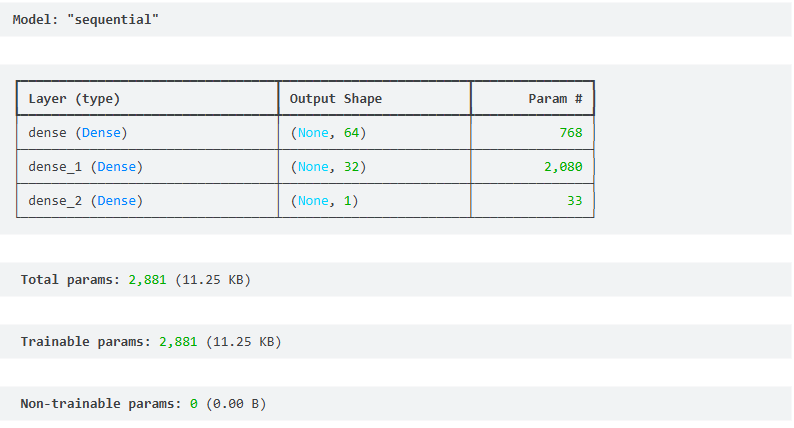 Model: "sequential"
Layer (type) Output Shape Param #
dense (Dense) (None, 64) 768
dense_1 (Dense) (None, 32) 2,080
dense_2 (Dense) (None, 1) 33
Total params: 2,881 (11.25 KB)
Trainable params: 2,881 (11.25 KB)
Non-trainable params: 0 (0.00 B)